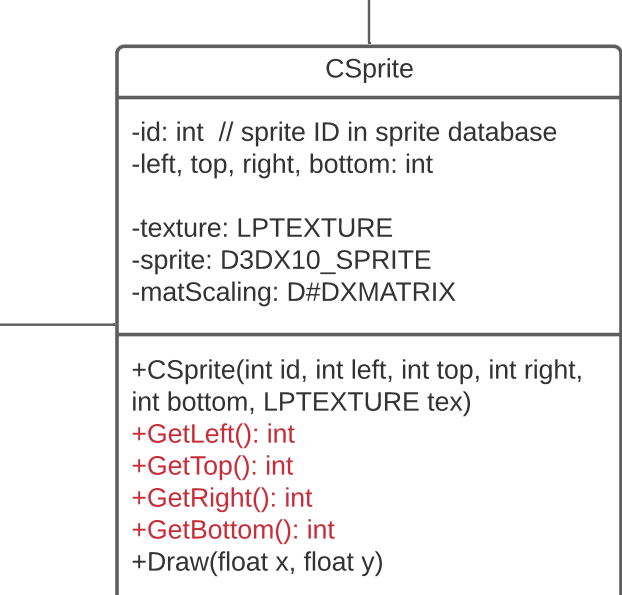 CSprite
-id: int  // sprite ID in sprite database
-left, top, right, bottom: int
-texture: LPTEXTURE
-sprite: D3DX10_SPRITE
-matScaling: D#DXMATRIX
+CSprite(int id, int left, int top, int right,
int bottom, LPTEXTURE tex)
+GetLeft(): int
+GetTop(): int
+GetRight(): int
+GetBottom(): int
+Draw(float x, float y)